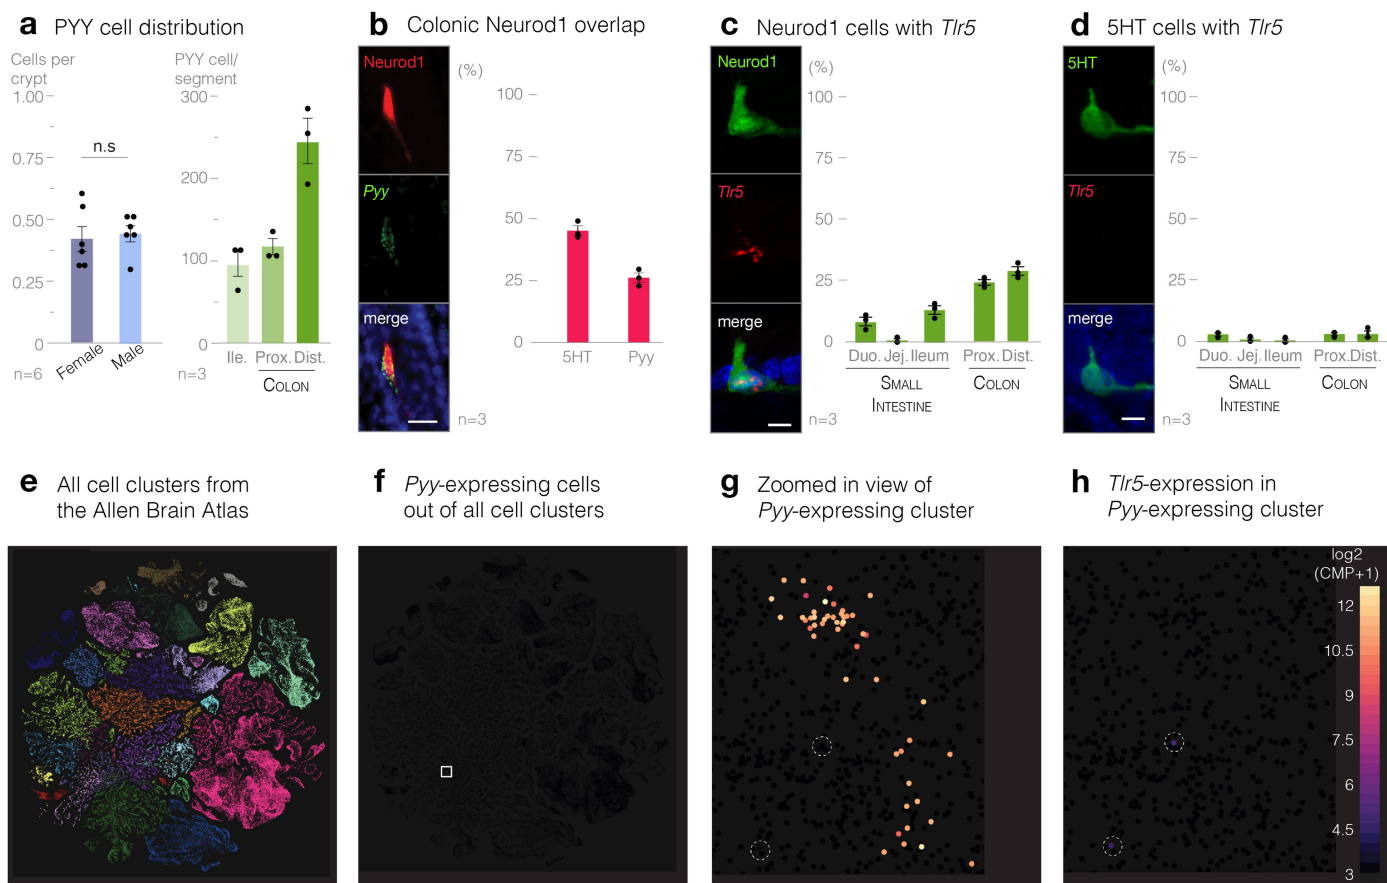 a PYY cell distribution
Cells per
crypt
1.00
0.75
0.50
0.25
0
n.s
Female
Male
n=6
PYY cell/
segment
300
200
100
0
Ile. Prox. Dist.
COLON
n=3
b Colonic Neurod1 overlap
Neurod1
Pyy
merge
(%)
100
75
50
25
0
5HT Pyy
n=3
c Neurod1 cells with Tlr5
Neurod1
Tlr5
merge
(%)
100
75
50
25
0
Duo. Jej. Ileum Prox. Dist.
SMALL
INTESTINE
COLON
n=3
d 5HT cells with Tlr5
5HT
Tlr5
merge
(%)
100
75
50
25
0
Duo. Jej. Ileum Prox. Dist.
SMALL
INTESTINE
COLON
n=3
e All cell clusters from
the Allen Brain Atlas
f Pyy-expressing cells
out of all cell clusters
g Zoomed in view of
Pyy-expressing cluster
h Tlr5-expression in
Pyy-expressing cluster
log2
(CMP+1)
12
10.5
9
7.5
6
4.5
3